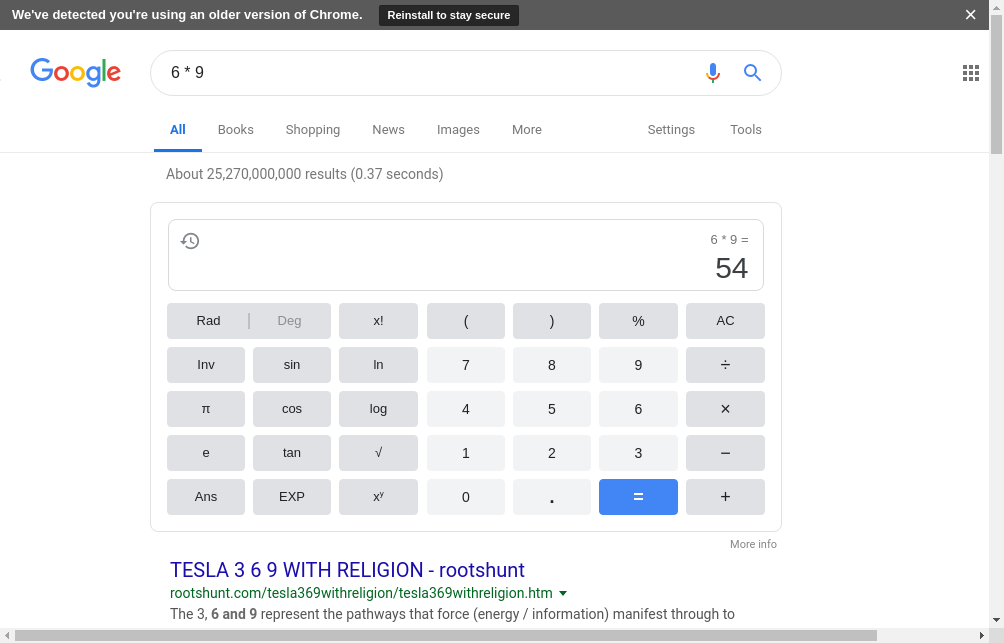 We've detected you're using an older version of Chrome. Reinstall to stay secure
Google 6 * 9
All Books Shopping News Images More Settings Tools
About 25,270,000,000 results (0.37 seconds)
6 * 9 =
54
Rad | Deg x! ( ) % AC
Inv sin ln 7 8 9 ÷
π cos log 4 5 6 ×
e tan √ 1 2 3 −
Ans EXP xʸ 0 . = +
More info
TESLA 3 6 9 WITH RELIGION - rootshunt
rootshunt.com/tesla369withreligion/tesla369withreligion.htm
The 3, 6 and 9 represent the pathways that force (energy / information) manifest through to